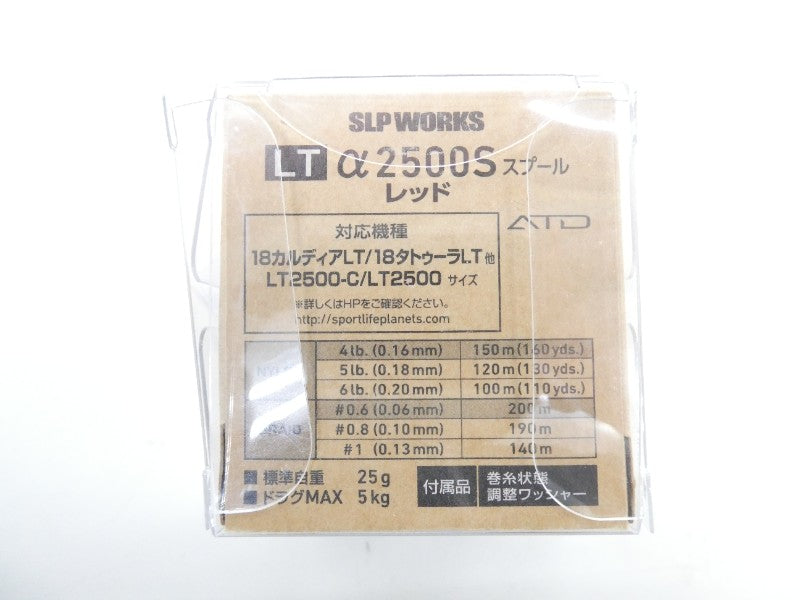 SLP WORKS
LT α2500S スプール
レッド
ATD
対応機種
18カルディアLT/18タトゥーラLT他
LT2500-C/LT2500 サイズ
※詳しくはHPをご確認ください。
http://sportlifeplanets.com
4lb. (0.16mm) 150m(160yds.)
5lb. (0.18mm) 120m(130yds.)
6lb. (0.20mm) 100m(110yds.)
#0.6 (0.06mm) 200m
#0.8 (0.10mm) 190m
#1 (0.13mm) 140m
■標準自重 25g
■ドラグMAX 5kg
付属品
巻糸状態
調整ワッシャー